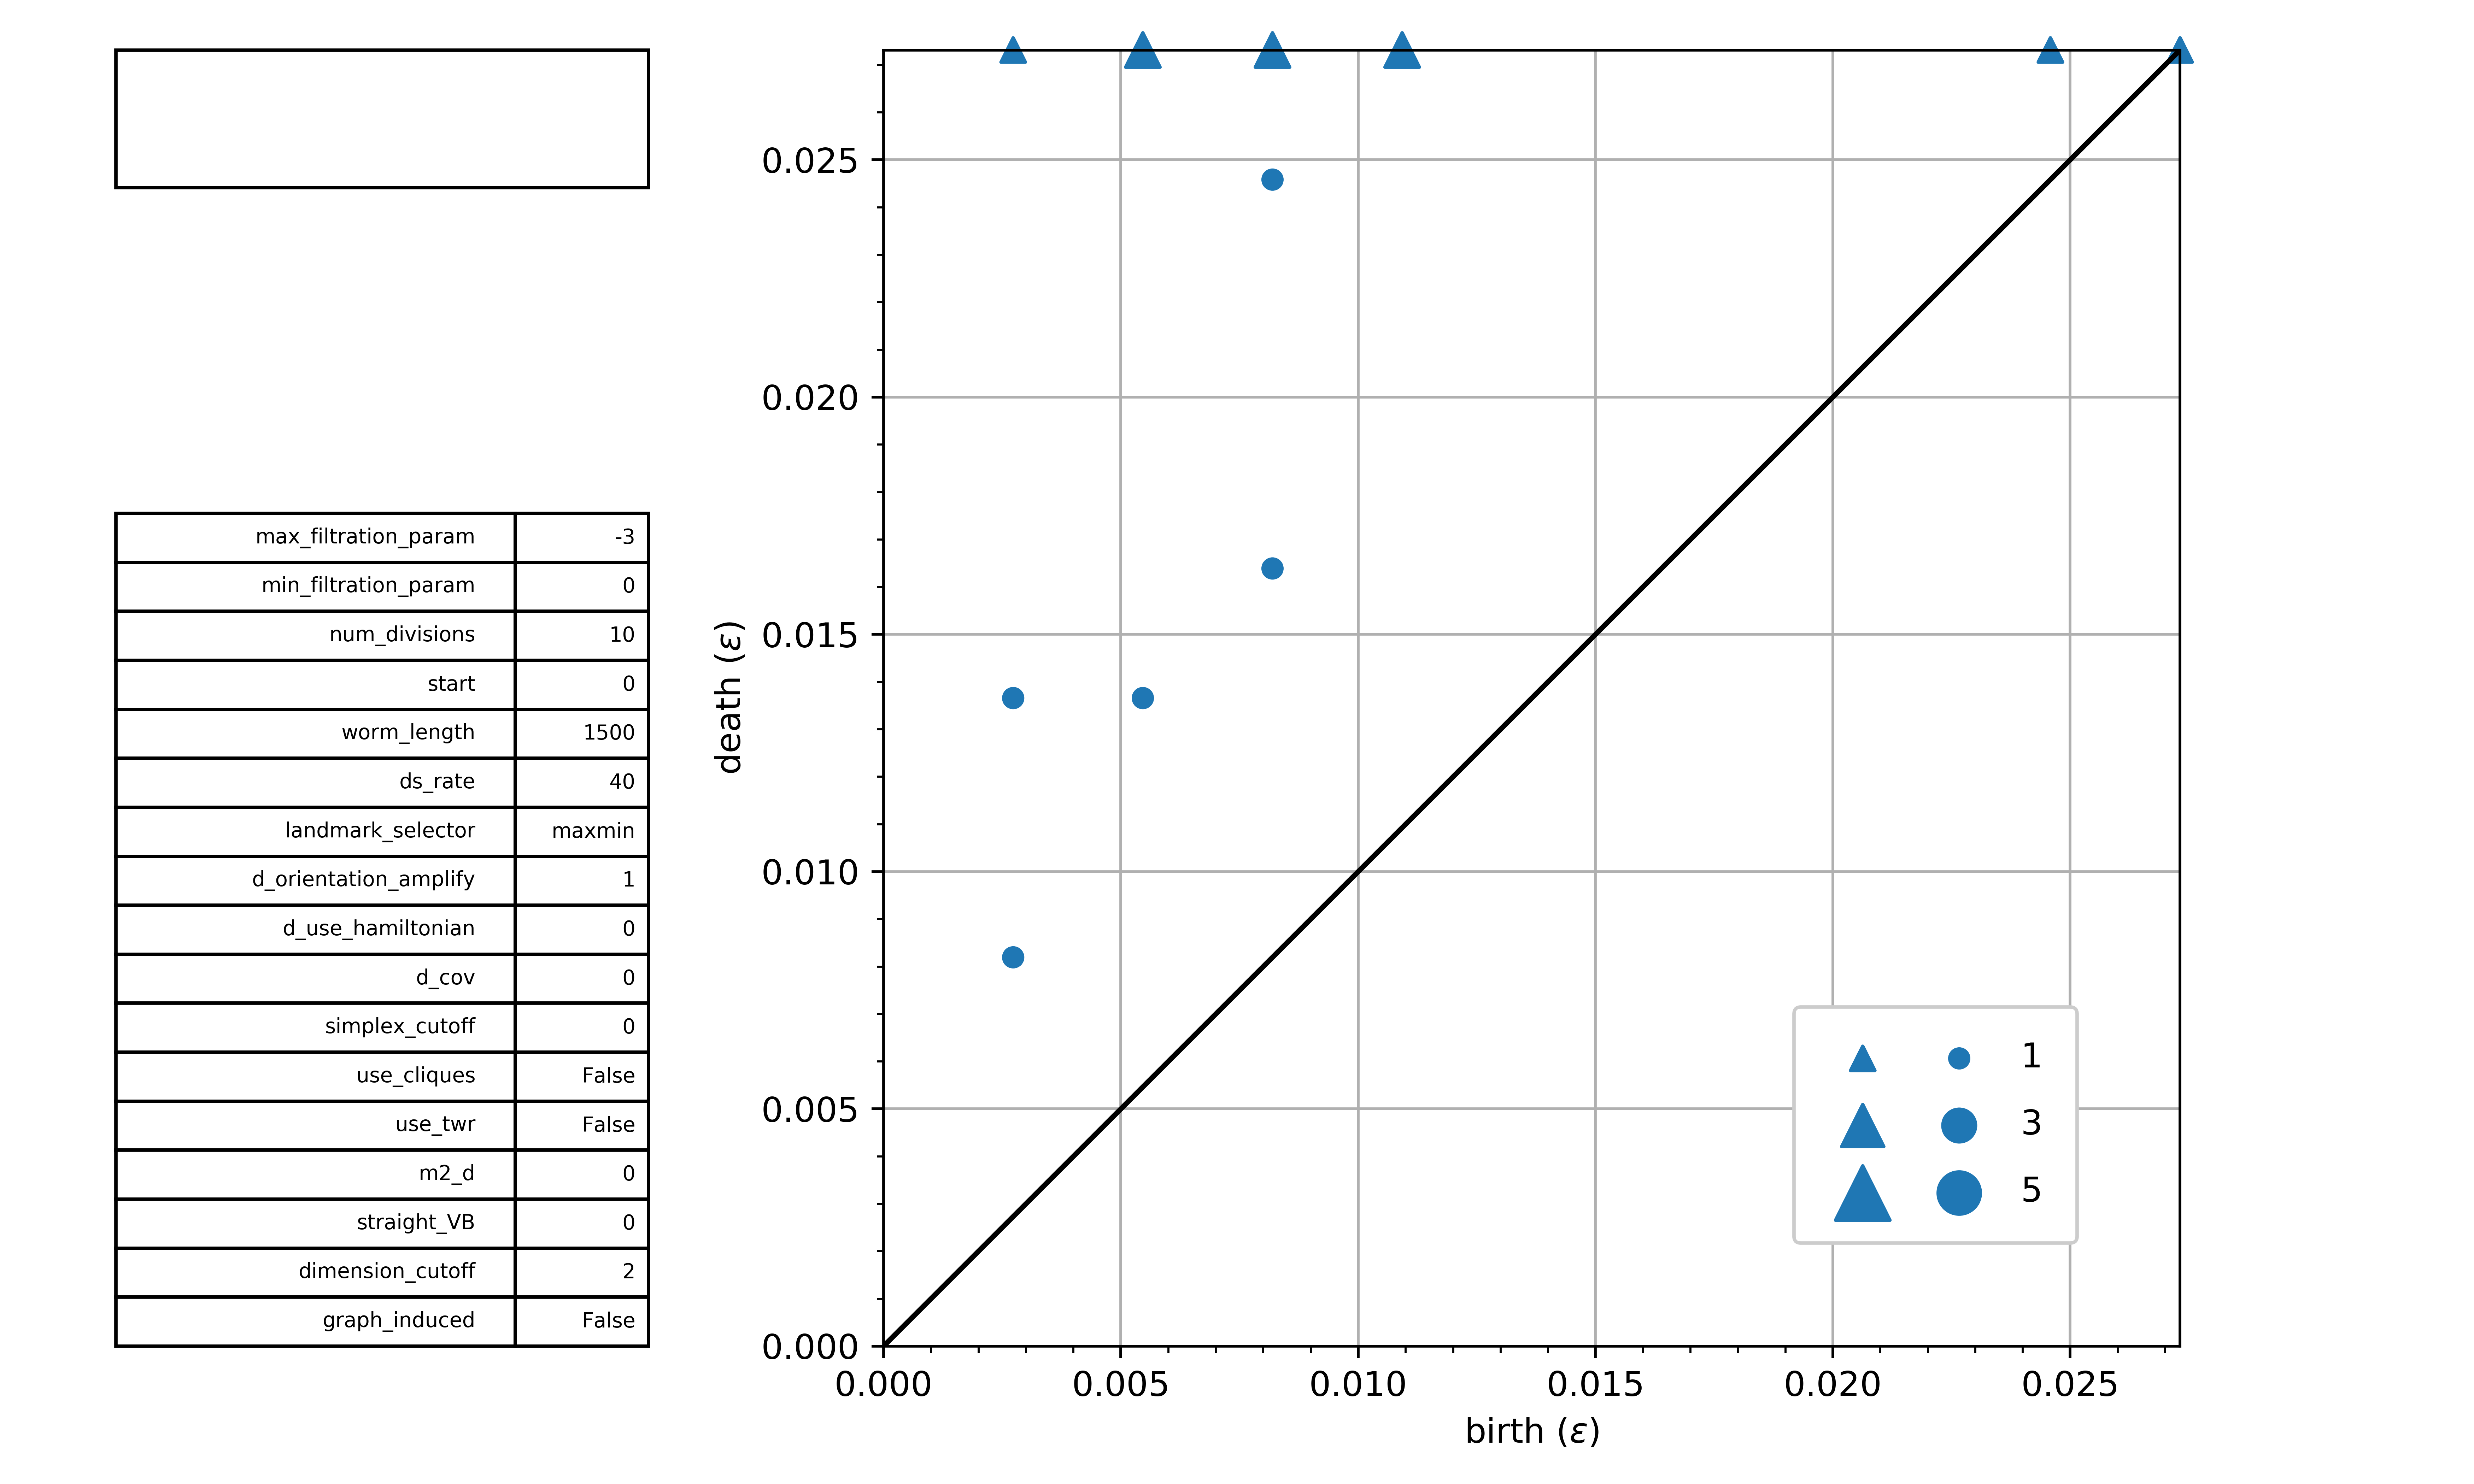 max_filtration_param -3
min_filtration_param 0
num_divisions 10
start 0
worm_length 1500
ds_rate 40
landmark_selector maxmin
d_orientation_amplify 1
d_use_hamiltonian 0
d_cov 0
simplex_cutoff 0
use_cliques False
use_twr False
m2_d 0
straight_VB 0
dimension_cutoff 2
graph_induced False
death (ε)
0.025
0.020
0.015
0.010
0.005
0.000
0.000 0.005 0.010 0.015 0.020 0.025
birth (ε)
1
3
5